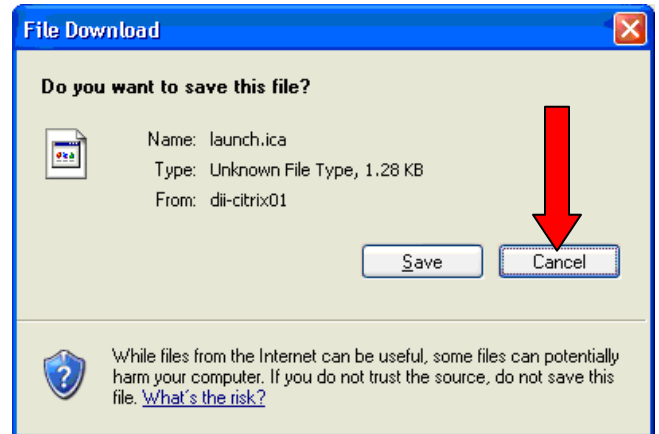 File Download
Do you want to save this file?
Name: launch.ica
Type: Unknown File Type, 1.28 KB
From: dii-citrix01
Save
Cancel
While files from the Internet can be useful, some files can potentially
harm your computer. If you do not trust the source, do not save this
file. What's the risk?